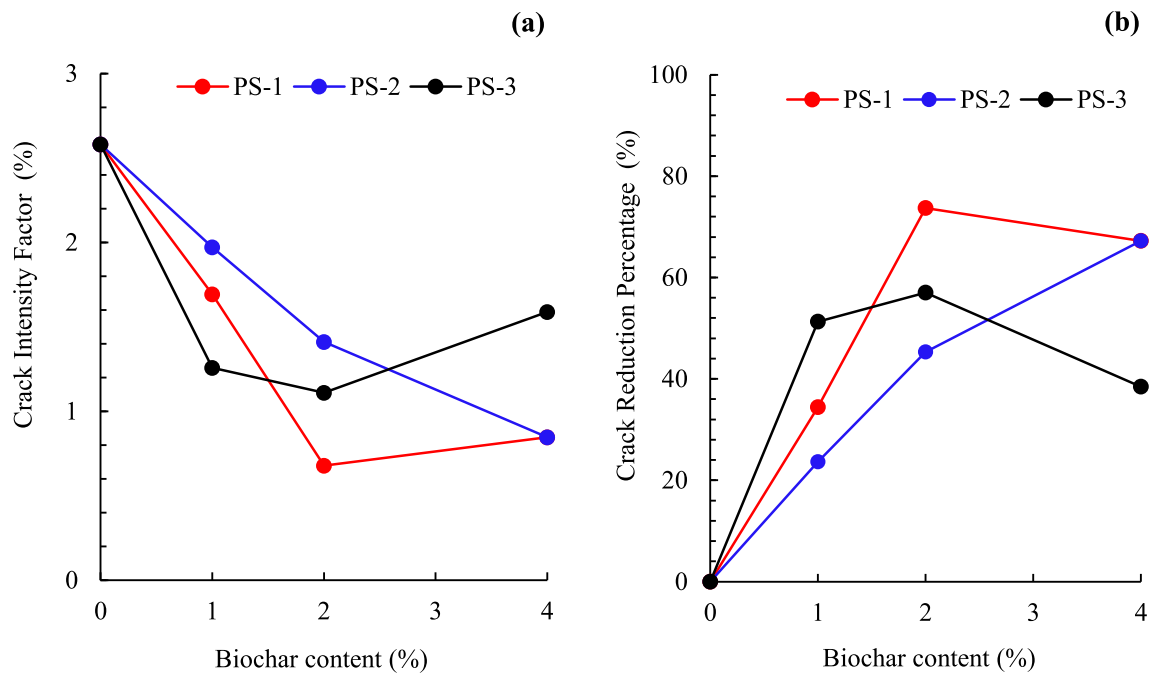 (a)
3
PS-1 PS-2 PS-3
2
1
0
0 1 2 3 4
Crack Intensity Factor (%)
Biochar content (%)
(b)
100
PS-1 PS-2 PS-3
80
60
40
20
0
0 1 2 3 4
Crack Reduction Percentage (%)
Biochar content (%)